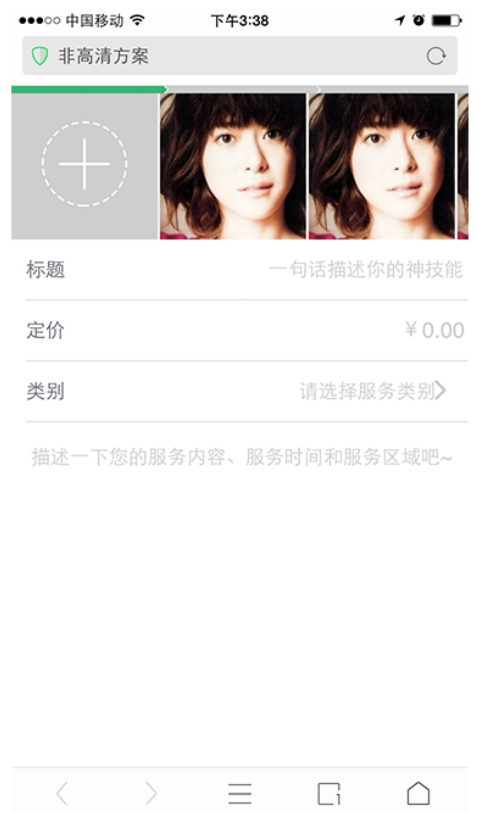 中国移动 下午3:38
非高清方案
标题 一句话描述你的神技能
定价 ¥0.00
类别 请选择服务类别
描述一下您的服务内容、服务时间和服务区域吧~
1